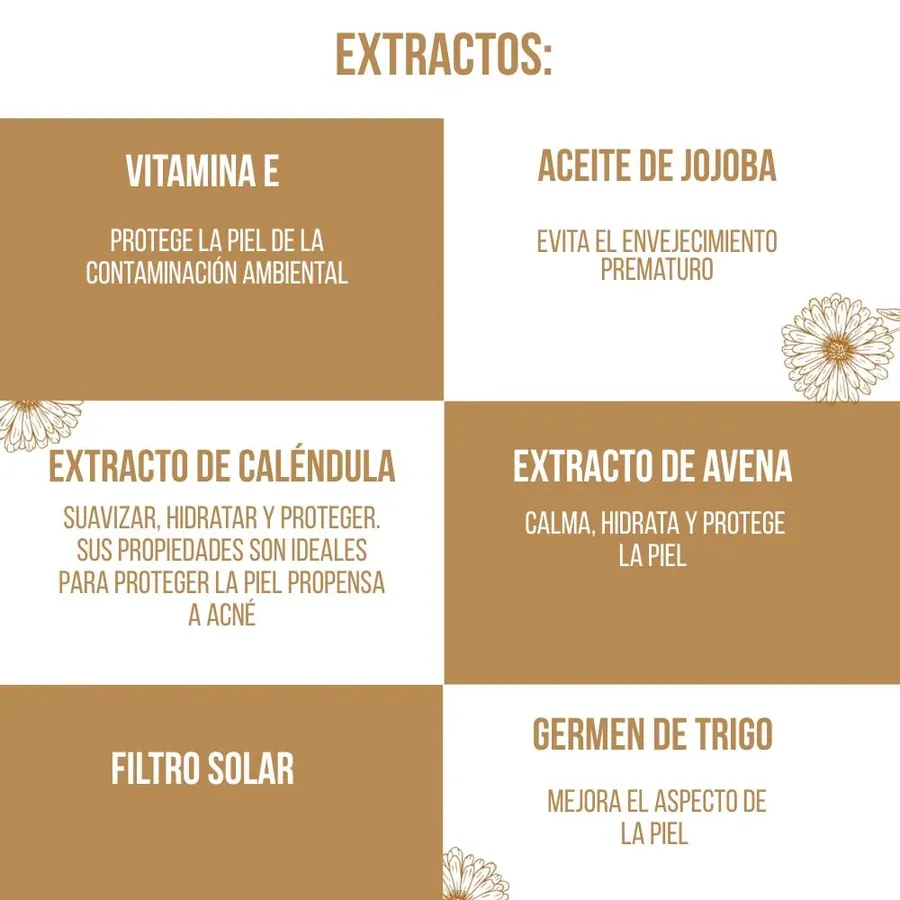 EXTRACTOS:
VITAMINA E
PROTEGE LA PIEL DE LA
CONTAMINACIÓN AMBIENTAL
ACEITE DE JOJOBA
EVITA EL ENVEJECIMIENTO
PREMATURO
EXTRACTO DE CALÉNDULA
SUAVIZAR, HIDRATAR Y PROTEGER.
SUS PROPIEDADES SON IDEALES
PARA PROTEGER LA PIEL PROPENSA
A ACNÉ
EXTRACTO DE AVENA
CALMA, HIDRATA Y PROTEGE
LA PIEL
FILTRO SOLAR
GERMEN DE TRIGO
MEJORA EL ASPECTO DE
LA PIEL